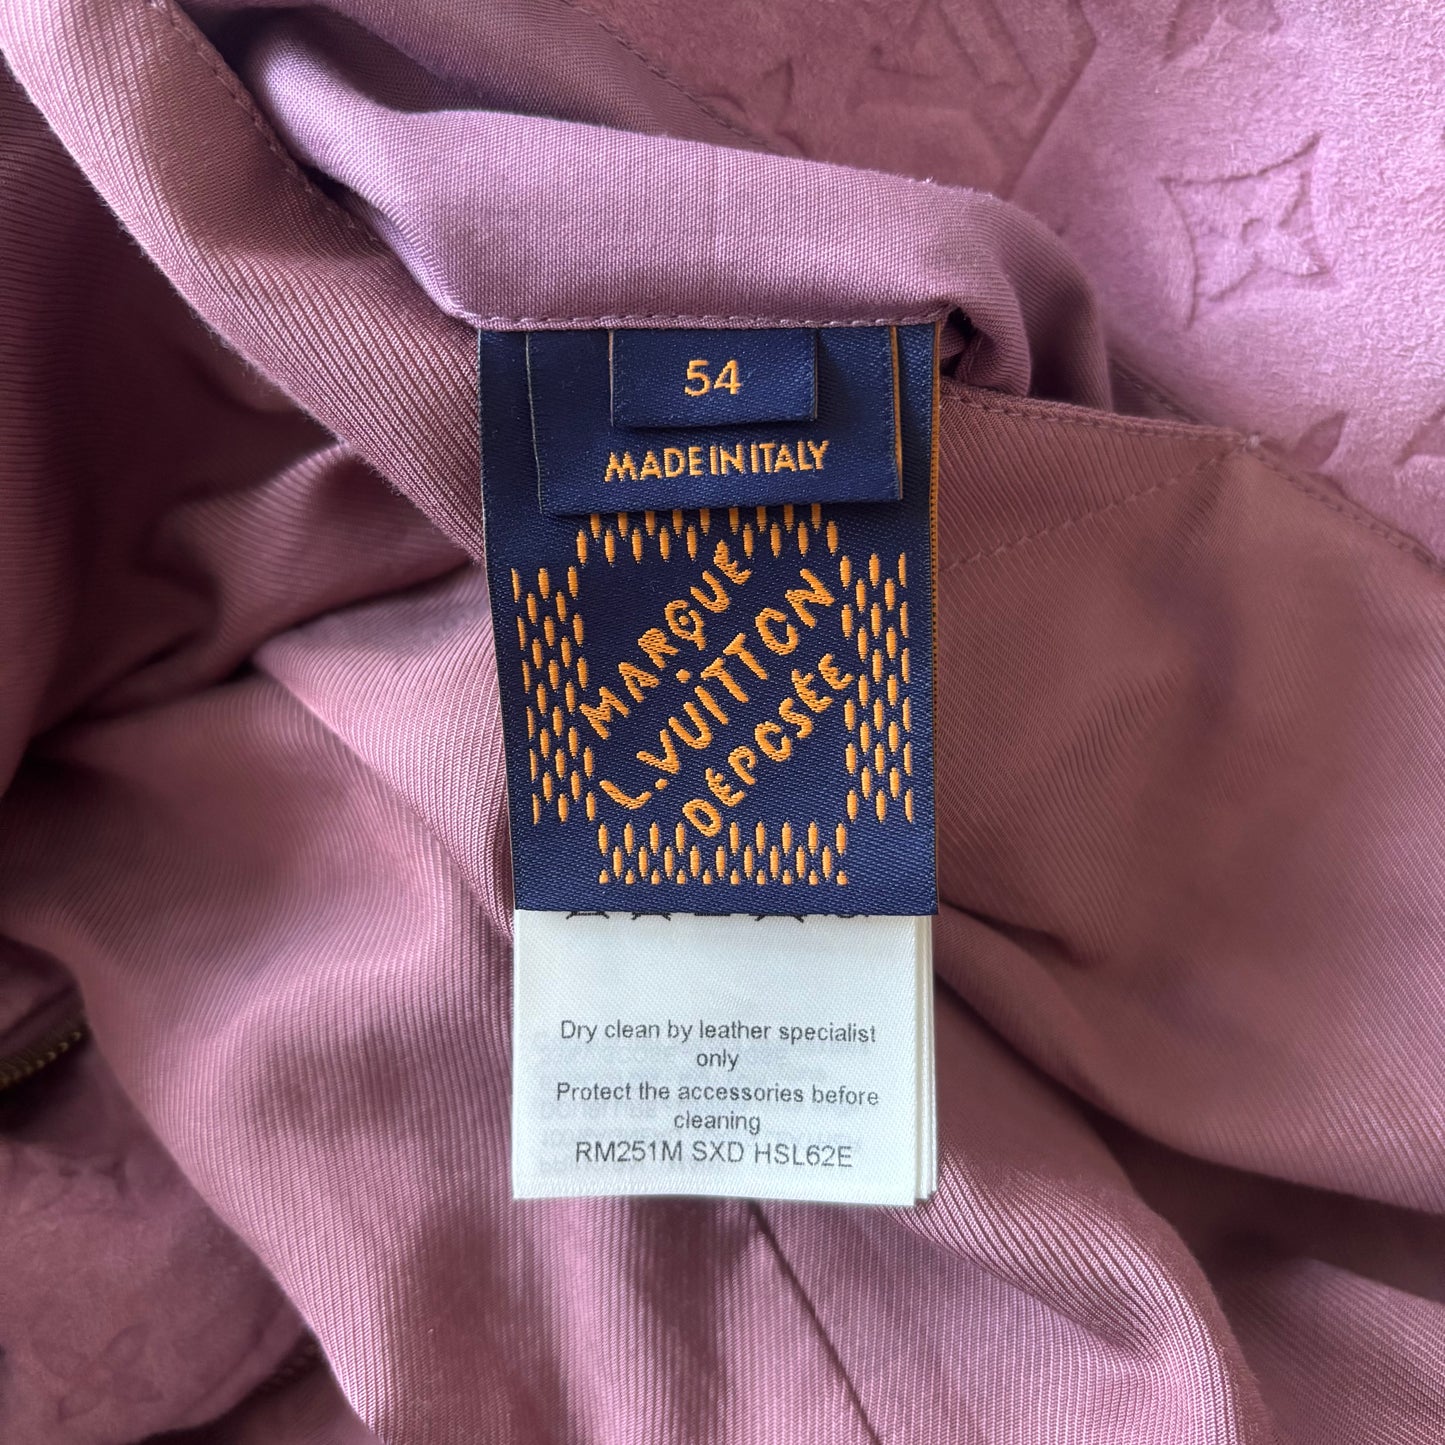 54
MADE IN ITALY
MARQUE
L.VUITTON
DÉPOSÉE
Dry clean by leather specialist
only
Protect the accessories before
cleaning
RM251M SXD HSL62E